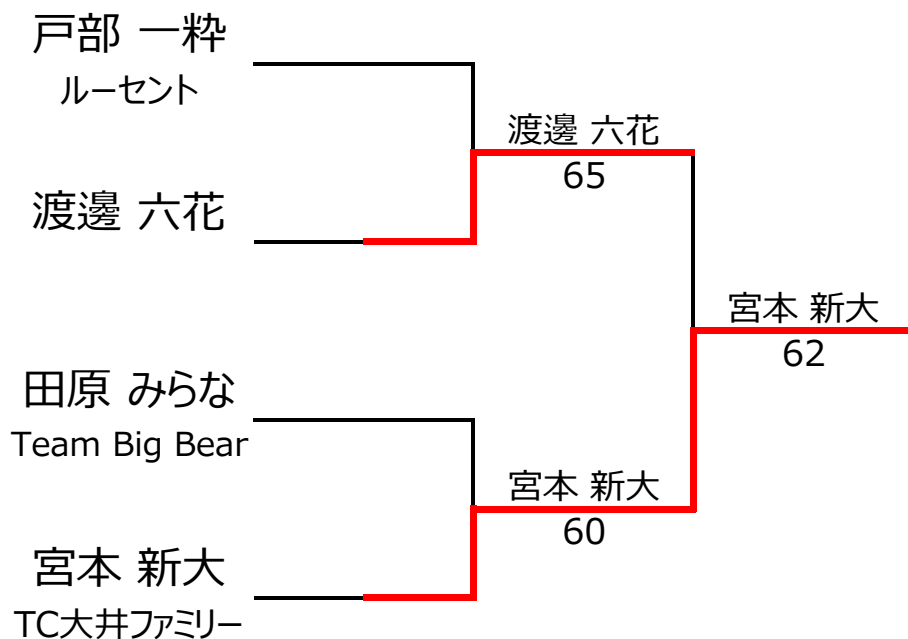 戸部 一粋
ルーセント
渡邊 六花
65
渡邊 六花
宮本 新大
62
田原 みらな
Team Big Bear
宮本 新大
60
宮本 新大
TC大井ファミリー